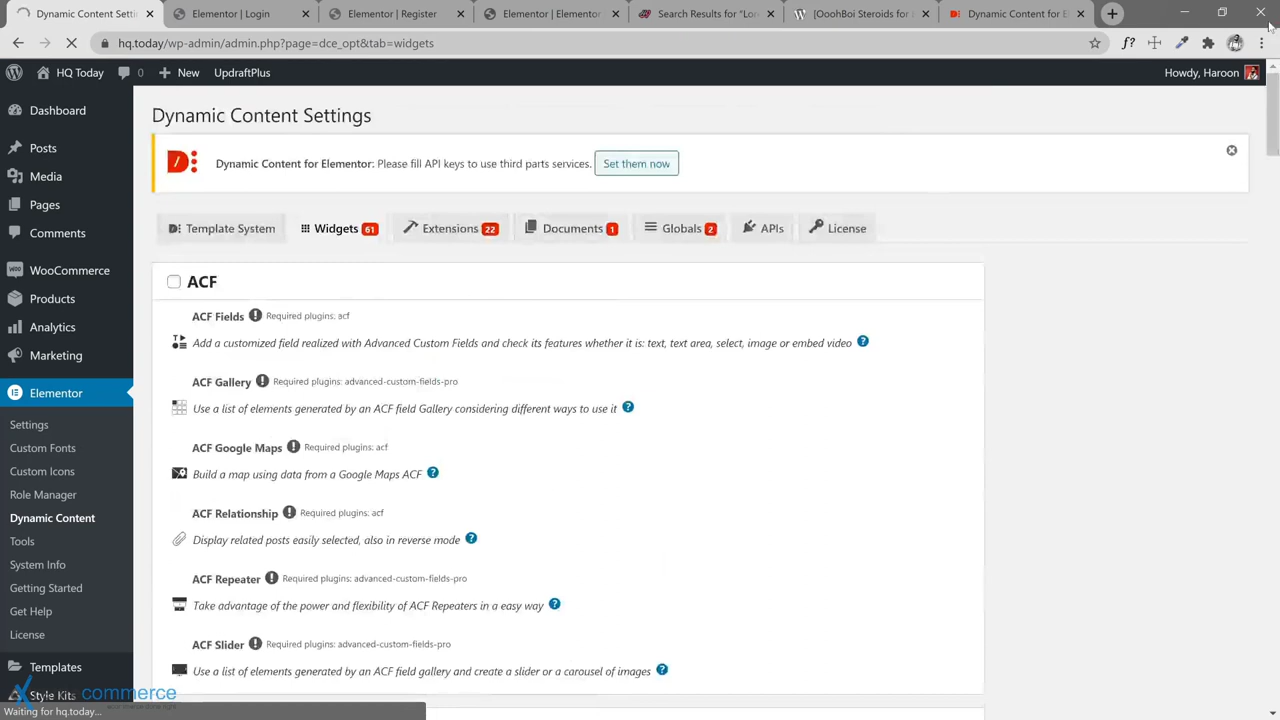 Dynamic Content Setti
Elementor | Login
Elementor | Register
Elementor | Elementor
Search Results for "Lor
[OoohBoi Steroids for
Dynamic Content for E
hq.today/wp-admin/admin.php?page=dce_opt&tab=widgets
HQ Today
0
New
UpdraftPlus
Howdy, Haroon
Dashboard
Posts
Media
Pages
Comments
WooCommerce
Products
Analytics
Marketing
Elementor
Settings
Custom Fonts
Custom Icons
Role Manager
Dynamic Content
Tools
System Info
Getting Started
Get Help
License
Templates
Style Kits
commerce
Waiting for hq.today...
Dynamic Content Settings
Dynamic Content for Elementor: Please fill API keys to use third parts services. Set them now
Template System
Widgets 61
Extensions 22
Documents 1
Globals 2
APIs
License
ACF
ACF Fields Required plugins: acf
Add a customized field realized with Advanced Custom Fields and check its features whether it is: text, text area, select, image or embed video
ACF Gallery Required plugins: advanced-custom-fields-pro
Use a list of elements generated by an ACF field Gallery considering different ways to use it
ACF Google Maps Required plugins: acf
Build a map using data from a Google Maps ACF
ACF Relationship Required plugins: acf
Display related posts easily selected, also in reverse mode
ACF Repeater Required plugins: advanced-custom-fields-pro
Take advantage of the power and flexibility of ACF Repeaters in a easy way
ACF Slider Required plugins: advanced-custom-fields-pro
Use a list of elements generated by an ACF field gallery and create a slider or a carousel of images